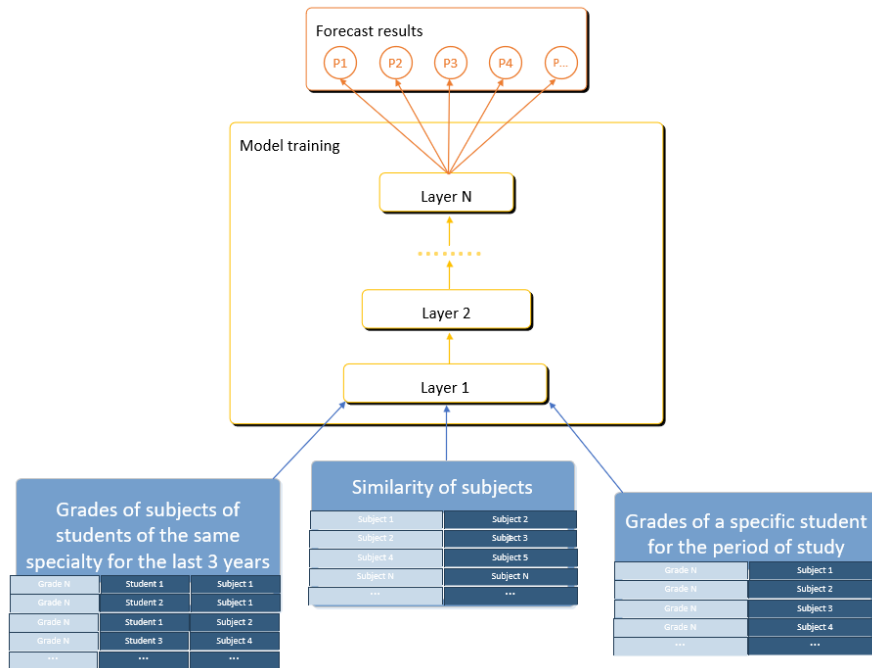 Forecast results
P1 P2 P3 P4 P...
Model training
Layer N
........
Layer 2
Layer 1
Grades of subjects of
students of the same
specialty for the last 3 years
Grade N Student 1 Subject 1
Grade N Student 2 Subject 1
Grade N Student 1 Subject 2
Grade N Student 3 Subject 4
... ... ...
Similarity of subjects
Subject 1 Subject 2
Subject 2 Subject 3
Subject 4 Subject 5
Subject N Subject N
... ...
Grades of a specific student
for the period of study
Grade N Subject 1
Grade N Subject 2
Grade N Subject 3
Grade N Subject 4
... ...